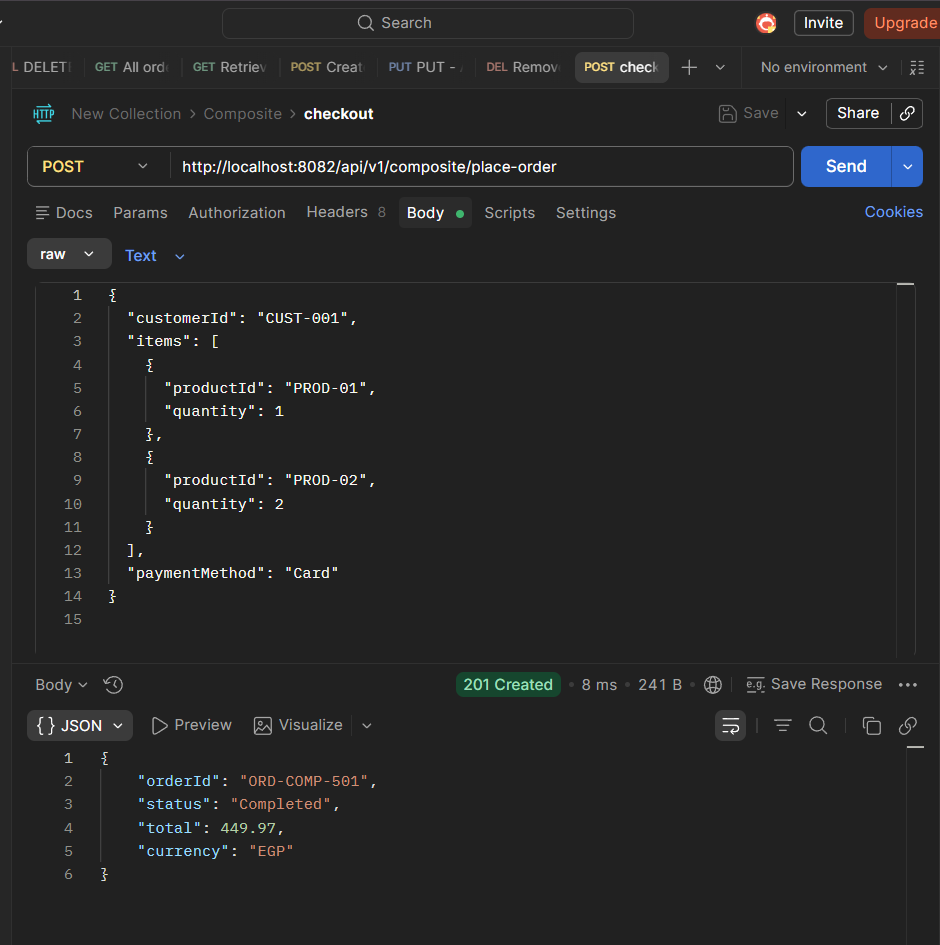 Search
Invite
Upgrade
L DELET
GET All ord
GET Retriev
POST Creat
PUT PUT - 
DEL Remov
POST check
No environment
HTTP
New Collection > Composite > checkout
Save
Share
POST
http://localhost:8082/api/v1/composite/place-order
Send
Docs
Params
Authorization
Headers 8
Body
Scripts
Settings
Cookies
raw
Text
1 {
2 "customerId": "CUST-001",
3 "items": [
4 {
5 "productId": "PROD-01",
6 "quantity": 1
7 },
8 {
9 "productId": "PROD-02",
10 "quantity": 2
11 }
12 ],
13 "paymentMethod": "Card"
14 }
15
Body
201 Created
8 ms
241 B
e.g. Save Response
{ } JSON
Preview
Visualize
1 {
2 "orderId": "ORD-COMP-501",
3 "status": "Completed",
4 "total": 449.97,
5 "currency": "EGP"
6 }